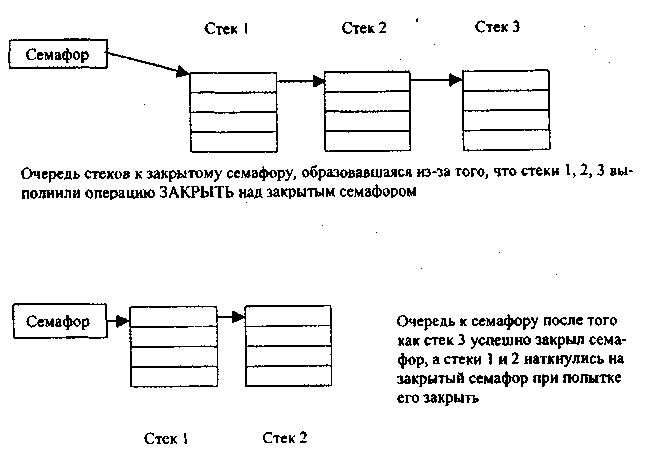 Стек 1 Стек 2 Стек 3
Семафор
Очередь стеков к закрытому семафору, образовавшаяся из-за того, что стеки 1, 2, 3 вы-
полнили операцию ЗАКРЫТЬ над закрытым семафором
Семафор
Очередь к семафору после того
как стек 3 успешно закрыл сема-
фор, а стеки 1 и 2 наткнулись на
закрытый семафор при попытке
его закрыть
Стек 1 Стек 2